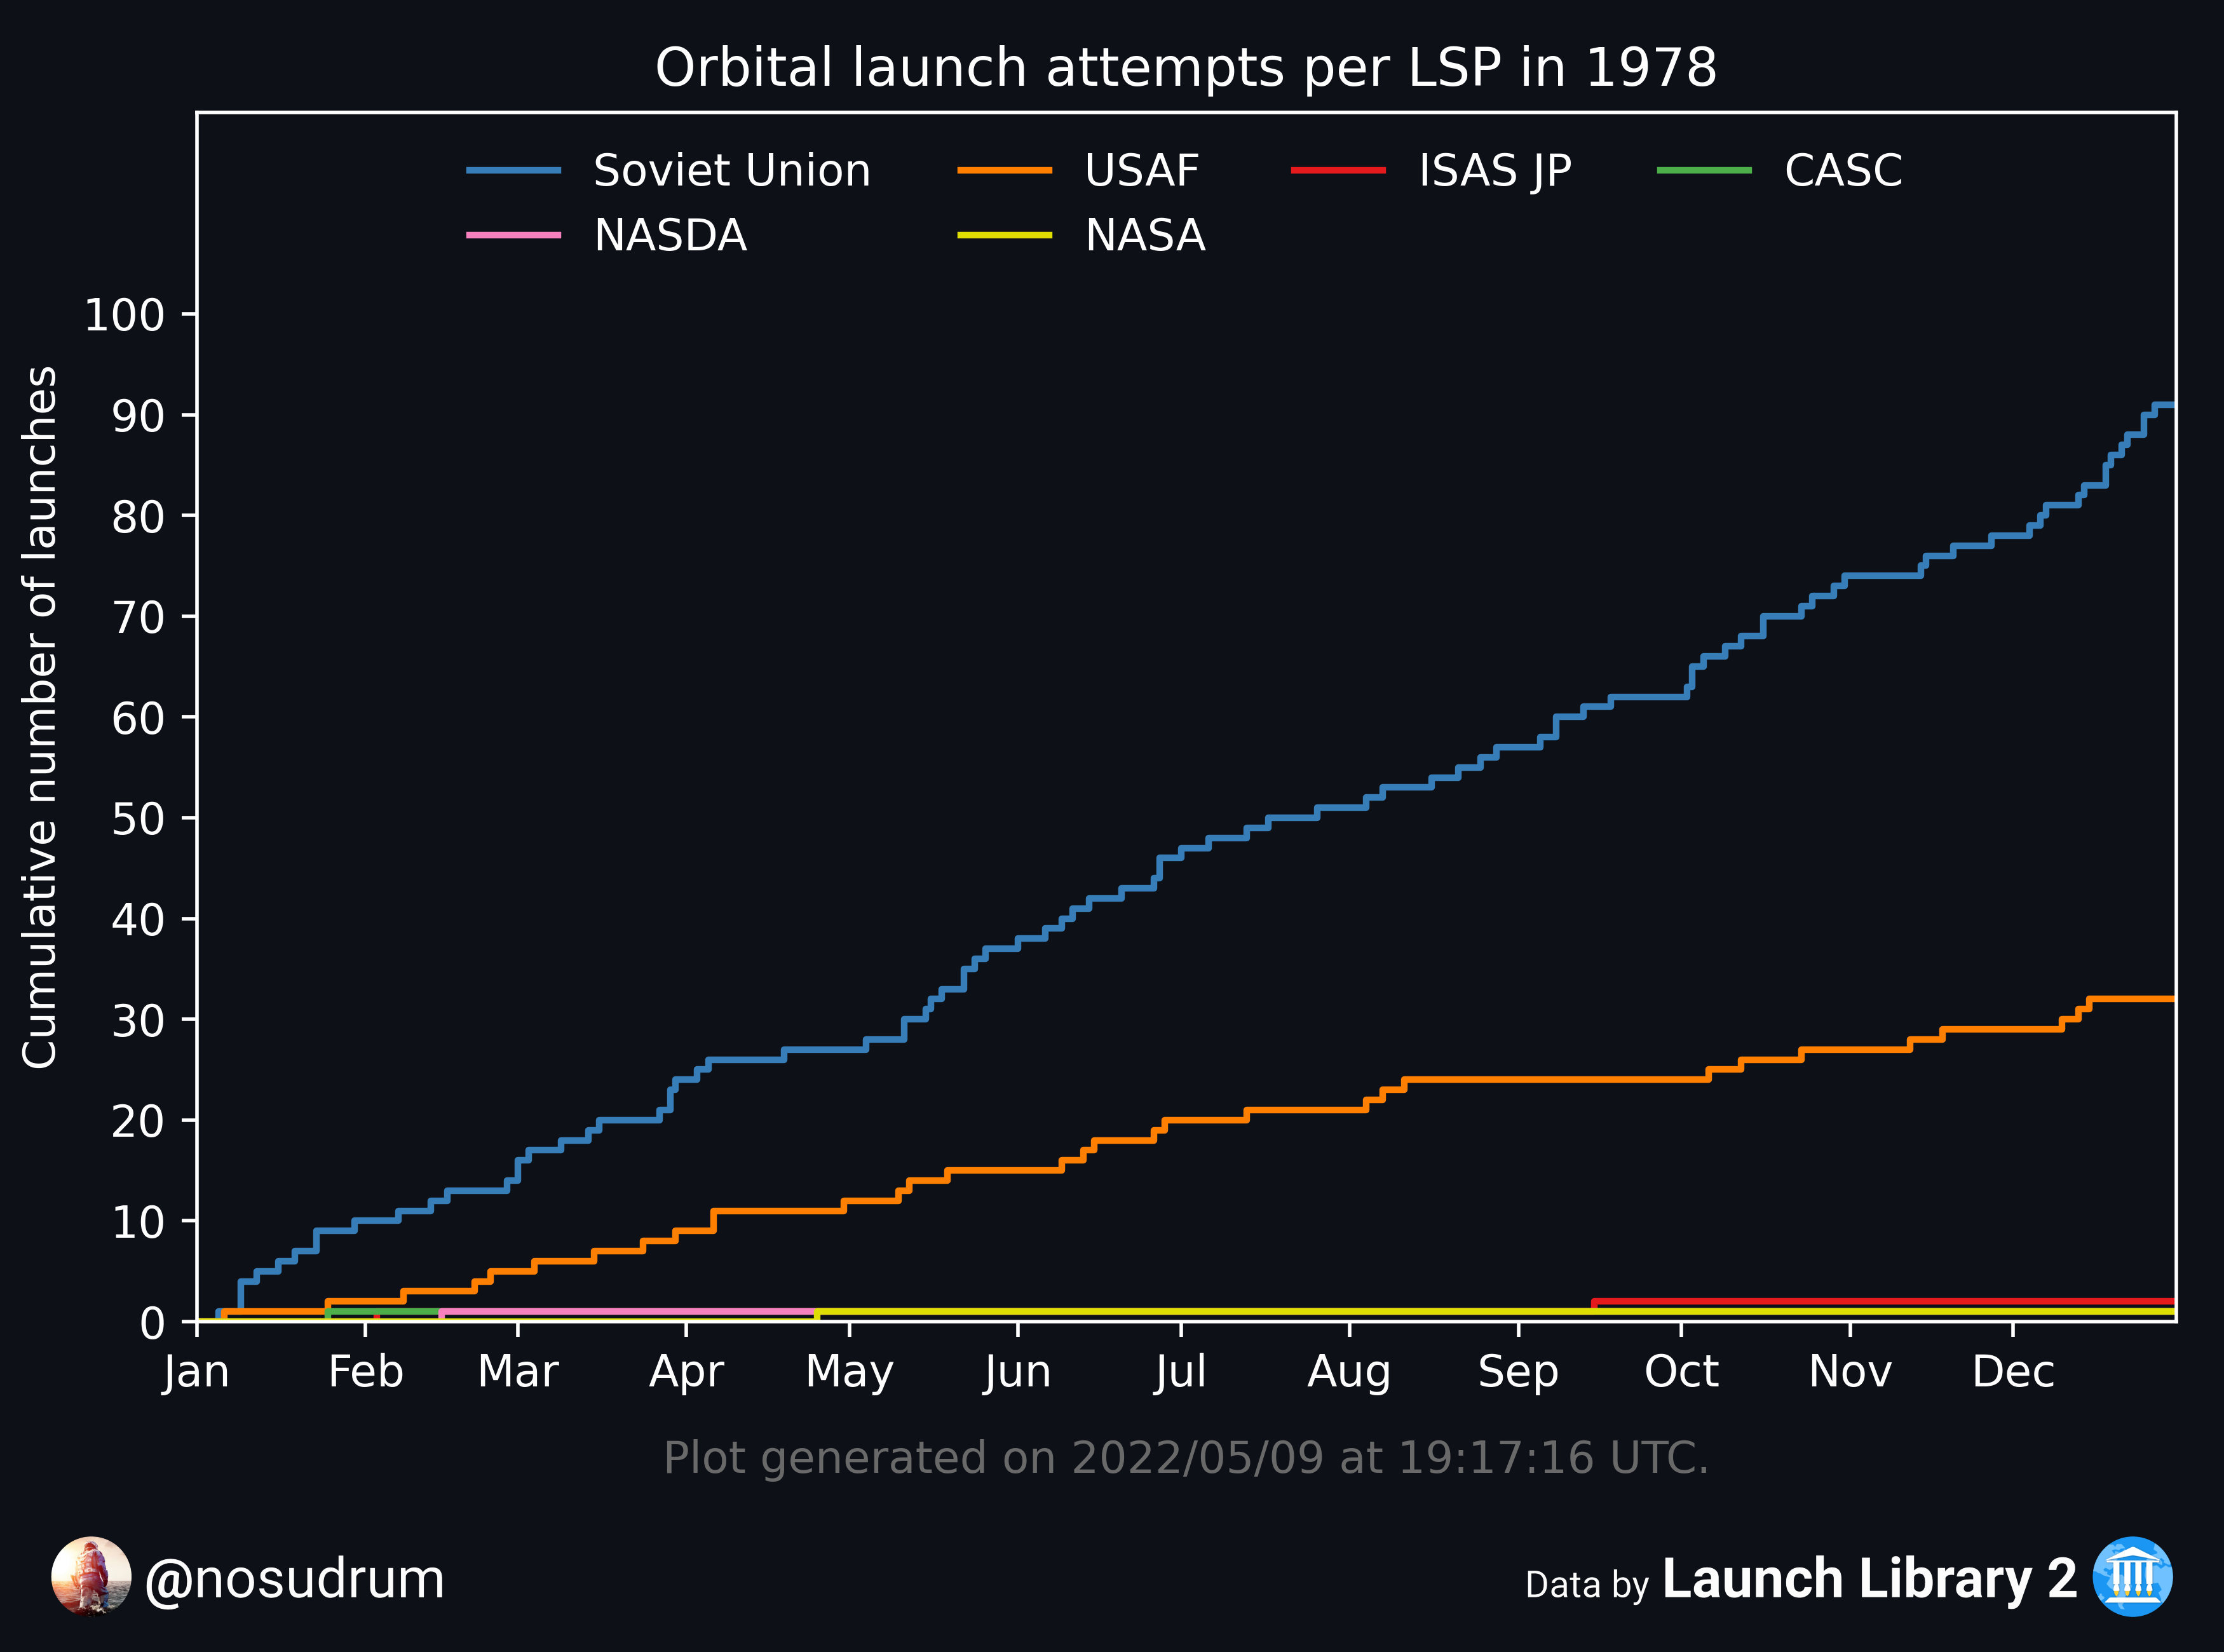 Orbital launch attempts per LSP in 1978
Soviet Union USAF ISAS JP CASC
NASDA NASA
Cumulative number of launches
100
90
80
70
60
50
40
30
20
10
0
Jan Feb Mar Apr May Jun Jul Aug Sep Oct Nov Dec
Plot generated on 2022/05/09 at 19:17:16 UTC.
@nosudrum
Data by Launch Library 2